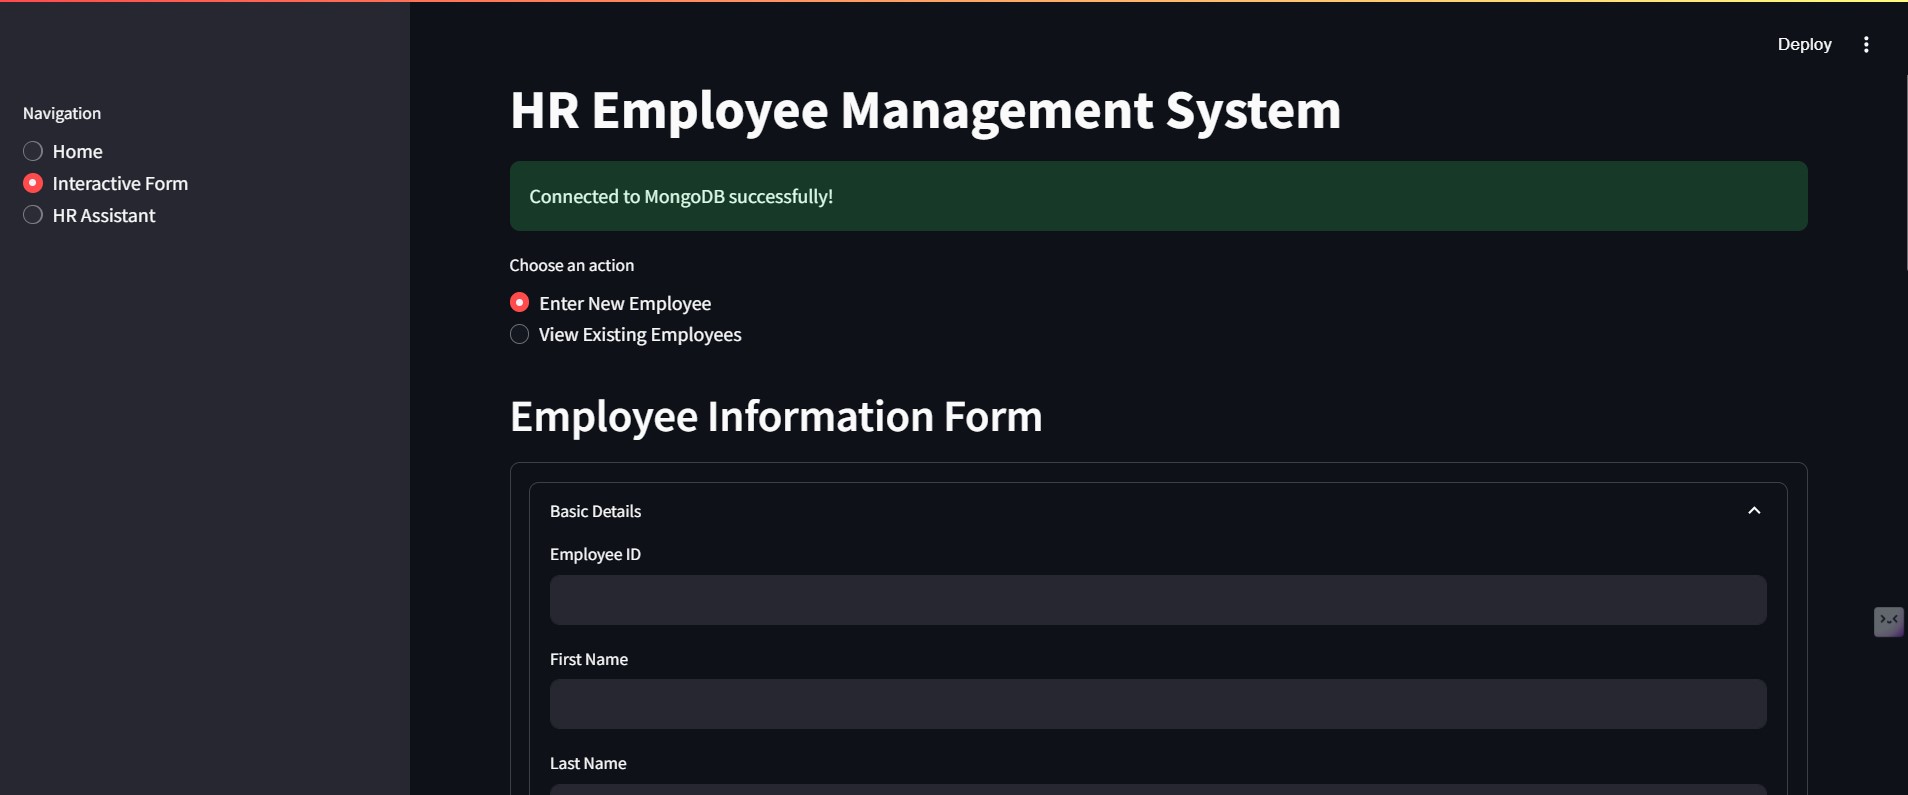 Deploy
Navigation
Home
Interactive Form
HR Assistant
HR Employee Management System
Connected to MongoDB successfully!
Choose an action
Enter New Employee
View Existing Employees
Employee Information Form
Basic Details
Employee ID
First Name
Last Name